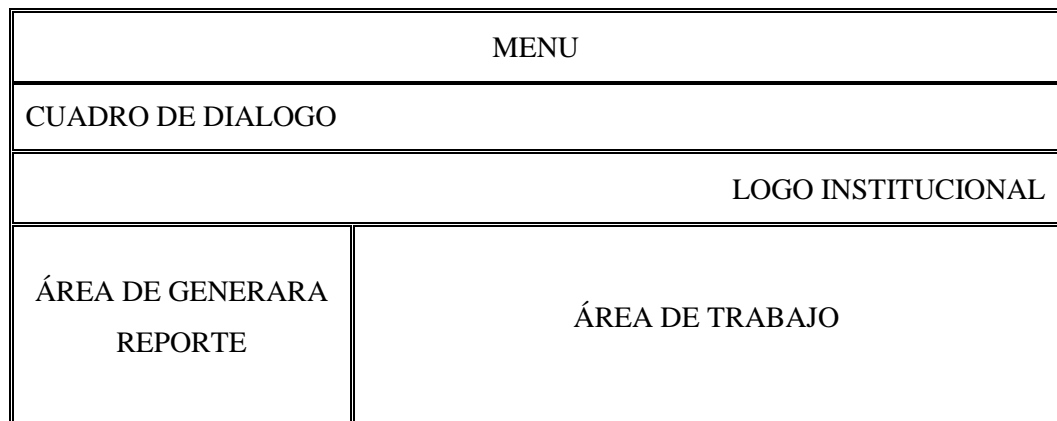 MENU
CUADRO DE DIALOGO
LOGO INSTITUCIONAL
ÁREA DE GENERARA
REPORTE
ÁREA DE TRABAJO